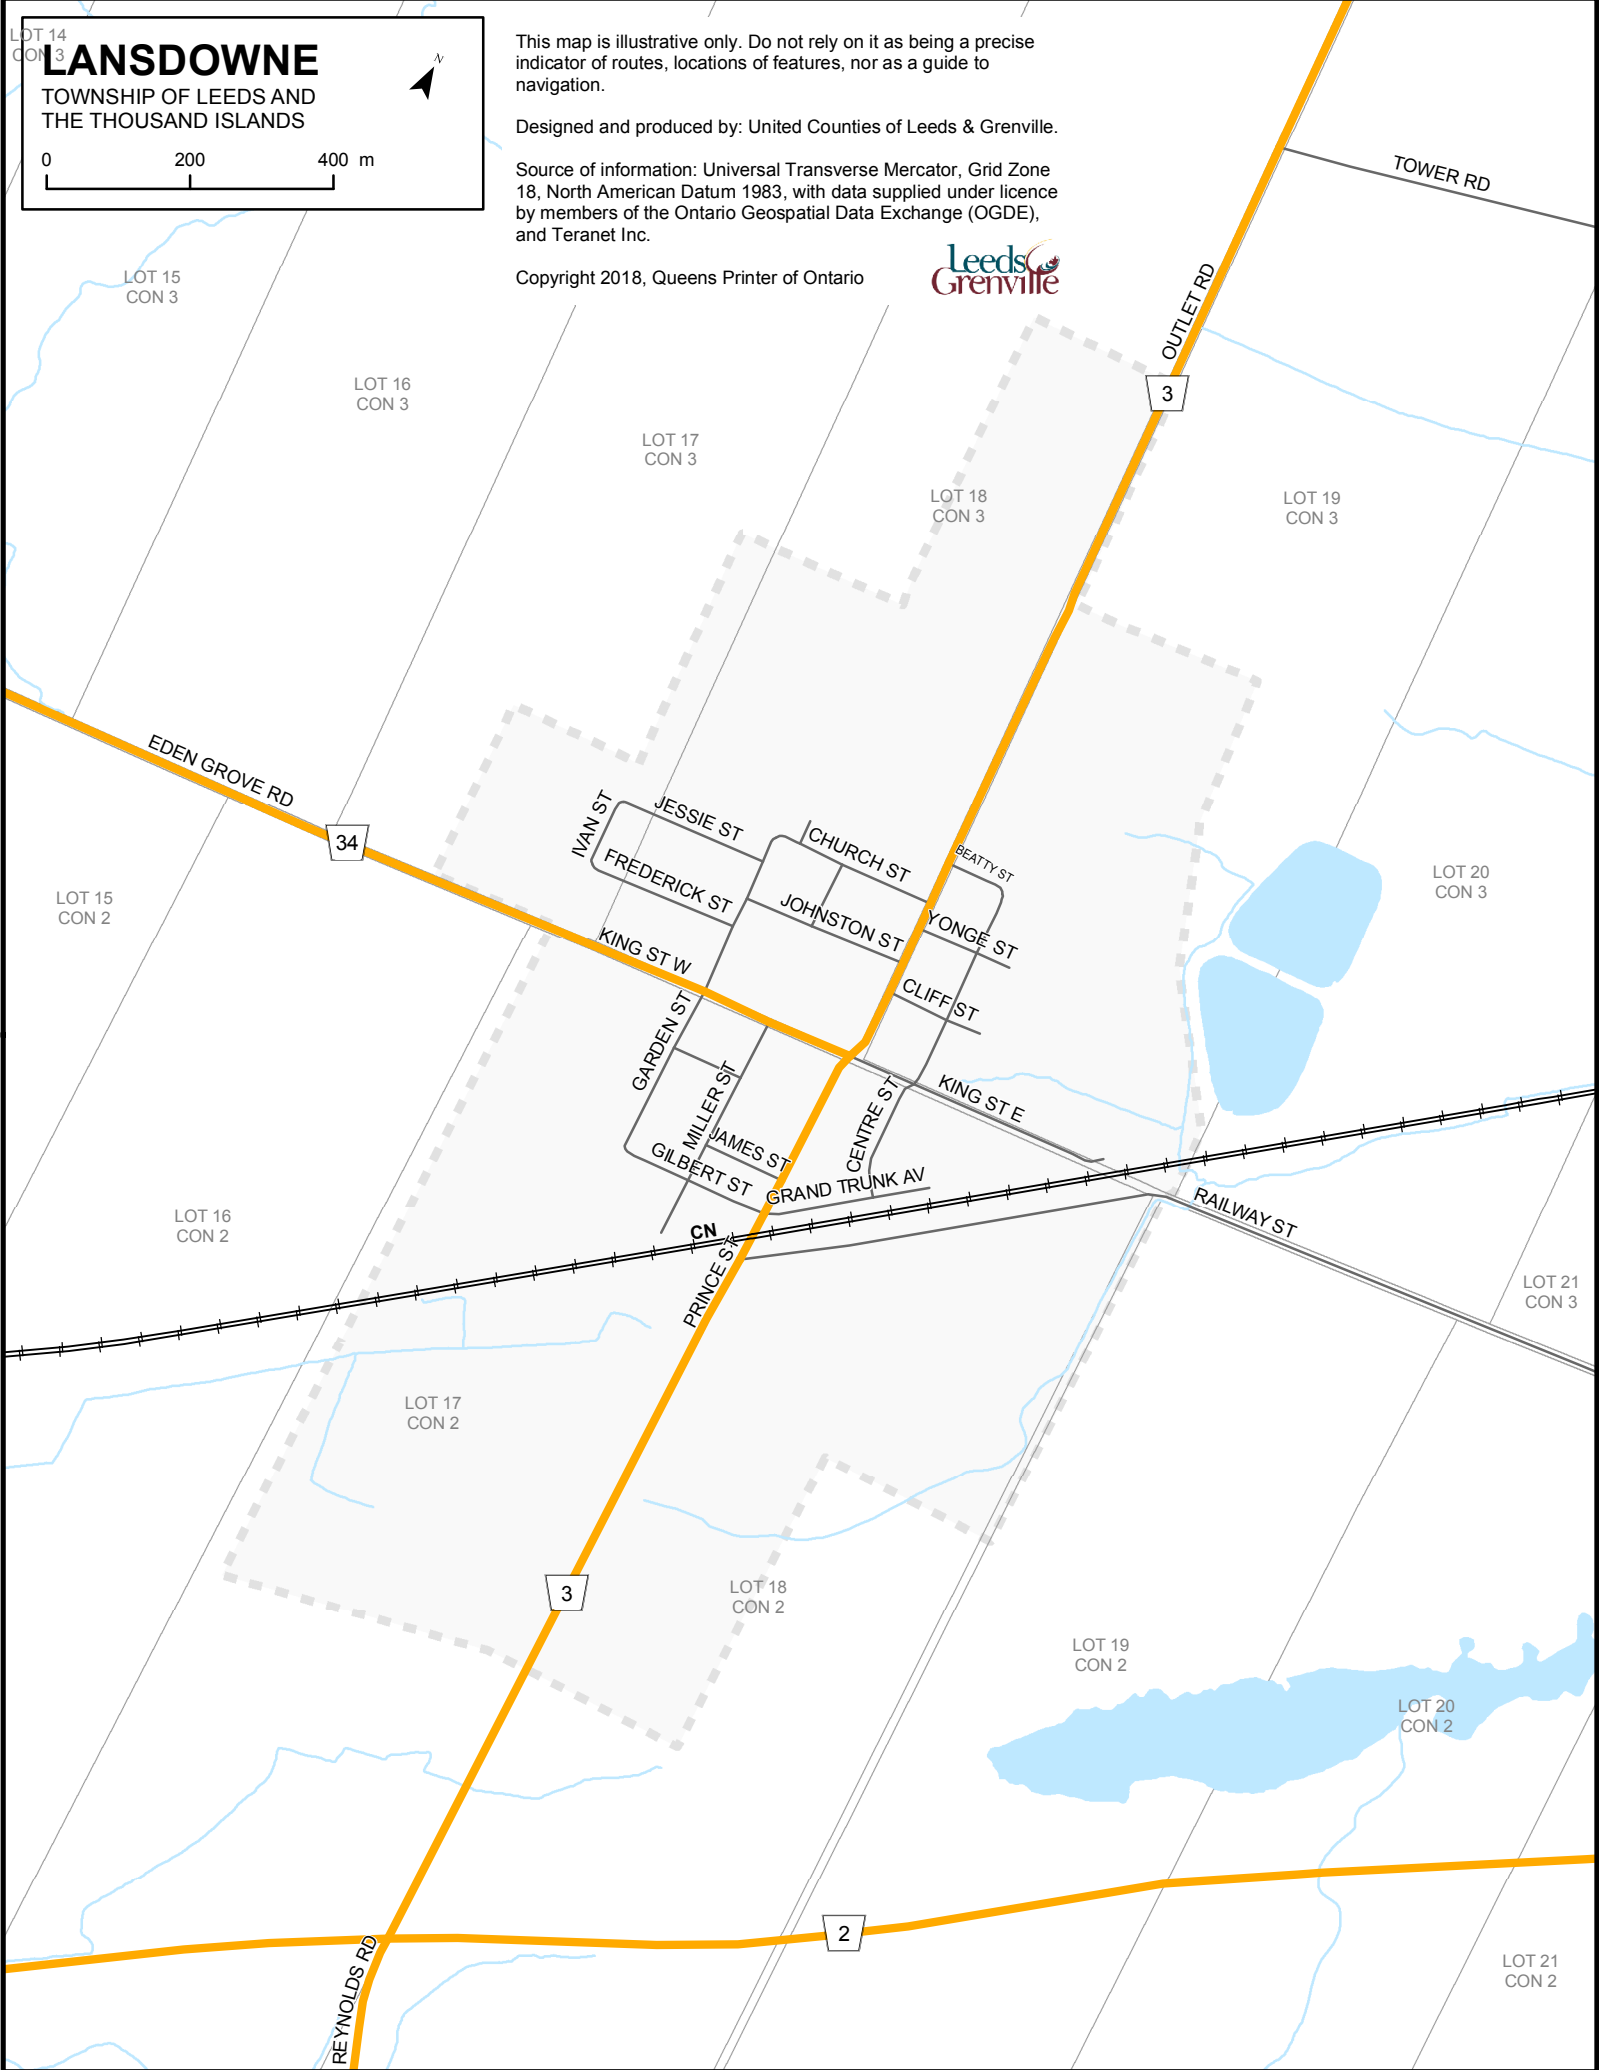 LOT 14
CON 3
LANSDOWNE
TOWNSHIP OF LEEDS AND
THE THOUSAND ISLANDS
N
0 200 400 m
This map is illustrative only. Do not rely on it as being a precise
indicator of routes, locations of features, nor as a guide to
navigation.
Designed and produced by: United Counties of Leeds & Grenville.
Source of information: Universal Transverse Mercator, Grid Zone
18, North American Datum 1983, with data supplied under licence
by members of the Ontario Geospatial Data Exchange (OGDE),
and Teranet Inc.
Copyright 2018, Queens Printer of Ontario
Leeds
Grenville
TOWER RD
OUTLET RD
LOT 15
CON 3
LOT 16
CON 3
3
LOT 17
CON 3
LOT 18
CON 3
LOT 19
CON 3
EDEN GROVE RD
34
IVAN ST
JESSIE ST
CHURCH ST
BEATTY ST
FREDERICK ST
JOHNSTON ST
YONGE ST
LOT 20
CON 3
LOT 15
CON 2
KING ST W
CLIFF ST
GARDEN ST
MILLER ST
CENTRE ST
KING ST E
JAMES ST
GILBERT ST
GRAND TRUNK AV
RAILWAY ST
LOT 16
CON 2
CN
PRINCE ST
LOT 21
CON 3
LOT 17
CON 2
3
LOT 18
CON 2
LOT 19
CON 2
LOT 20
CON 2
2
REYNOLDS RD
LOT 21
CON 2